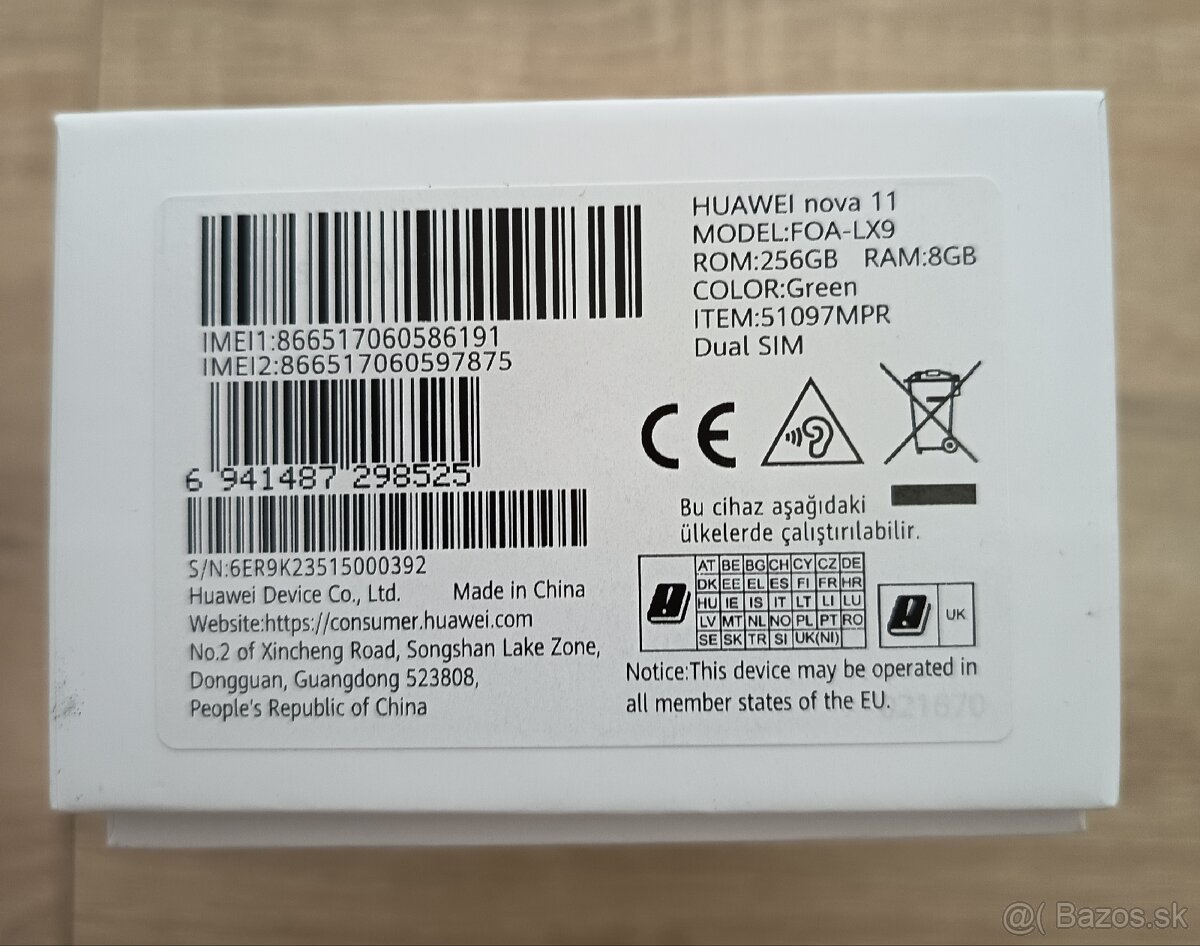 HUAWEI nova 11
MODEL:FOA-LX9
ROM:256GB RAM:8GB
COLOR:Green
ITEM:51097MPR
Dual SIM
IMEI1:866517060586191
IMEI2:866517060597875
6 941487 298525
S/N:6ER9K23515000392
Huawei Device Co., Ltd. Made in China
Website:https://consumer.huawei.com
No.2 of Xincheng Road, Songshan Lake Zone,
Dongguan, Guangdong 523808,
People's Republic of China
CE
Bu cihaz aşağıdaki
ülkelerde çalıştırılabilir.
AT BE BG CH CY CZ DE
DK EE EL ES FI FR HR
HU IE IS IT LT LI LU
LV MT NL NO PL PT RO
SE SK TR SI UK(NI)
UK
Notice:This device may be operated in
all member states of the EU.
021670
@( Bazos.sk